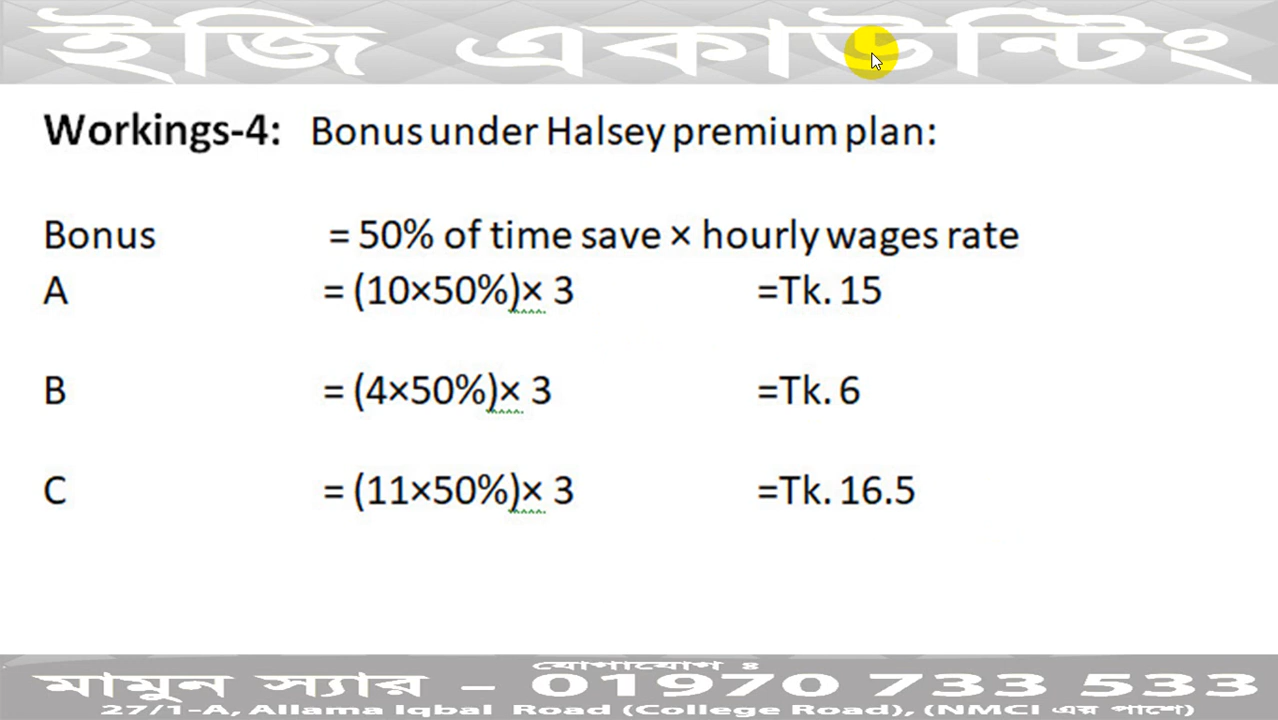 ইজি একাউন্টিং
Workings-4: Bonus under Halsey premium plan:
Bonus = 50% of time save × hourly wages rate
A = (10×50%)× 3 =Tk. 15
B = (4×50%)× 3 =Tk. 6
C = (11×50%)× 3 =Tk. 16.5
যোগাযোগ ঃ
মামুন স্যার – 01970 733 533
27/1-A, Allama Iqbal Road (College Road), (NMCI এর পাশে)